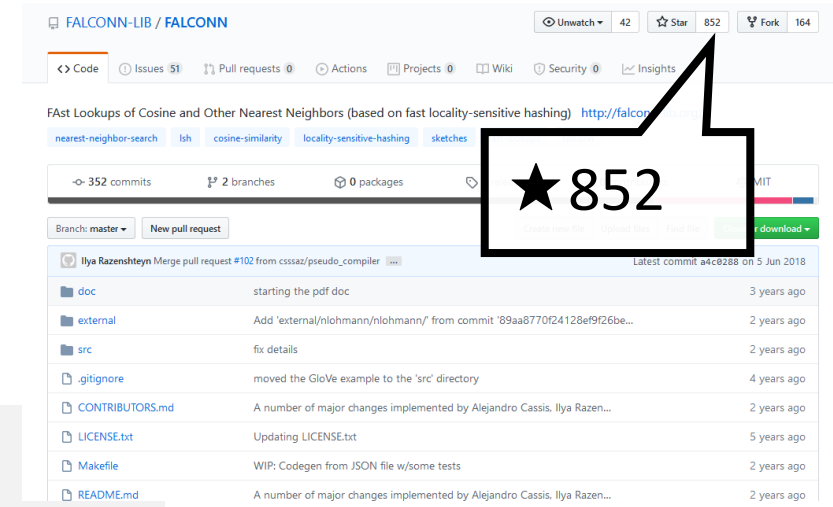 FALCONN-LIB / FALCONN Unwatch 42 Star 852 Fork 164
Code Issues 51 Pull requests 0 Actions Projects 0 Wiki Security 0 Insights
FAst Lookups of Cosine and Other Nearest Neighbors (based on fast locality-sensitive hashing)
nearest-neighbor-search lsh cosine-similarity locality-sensitive-hashing sketches
★852
352 commits 2 branches 0 packages MIT
Branch: master New pull request download
Ilya Razenshteyn Merge pull request #102 from csssaz/pseudo_compiler ... Latest commit a4c0288 on 5 Jun 2018
doc starting the pdf doc 3 years ago
external Add 'external/nlohmann/nlohmann/' from commit '89aa8770f24128ef9f26be... 2 years ago
src fix details 2 years ago
.gitignore moved the GloVe example to the 'src' directory 4 years ago
CONTRIBUTORS.md A number of major changes implemented by Alejandro Cassis, Ilya Razen... 2 years ago
LICENSE.txt Updating LICENSE.txt 5 years ago
Makefile WIP: Codegen from JSON file w/some tests 2 years ago
README.md A number of major changes implemented by Alejandro Cassis, Ilya Razen... 2 years ago